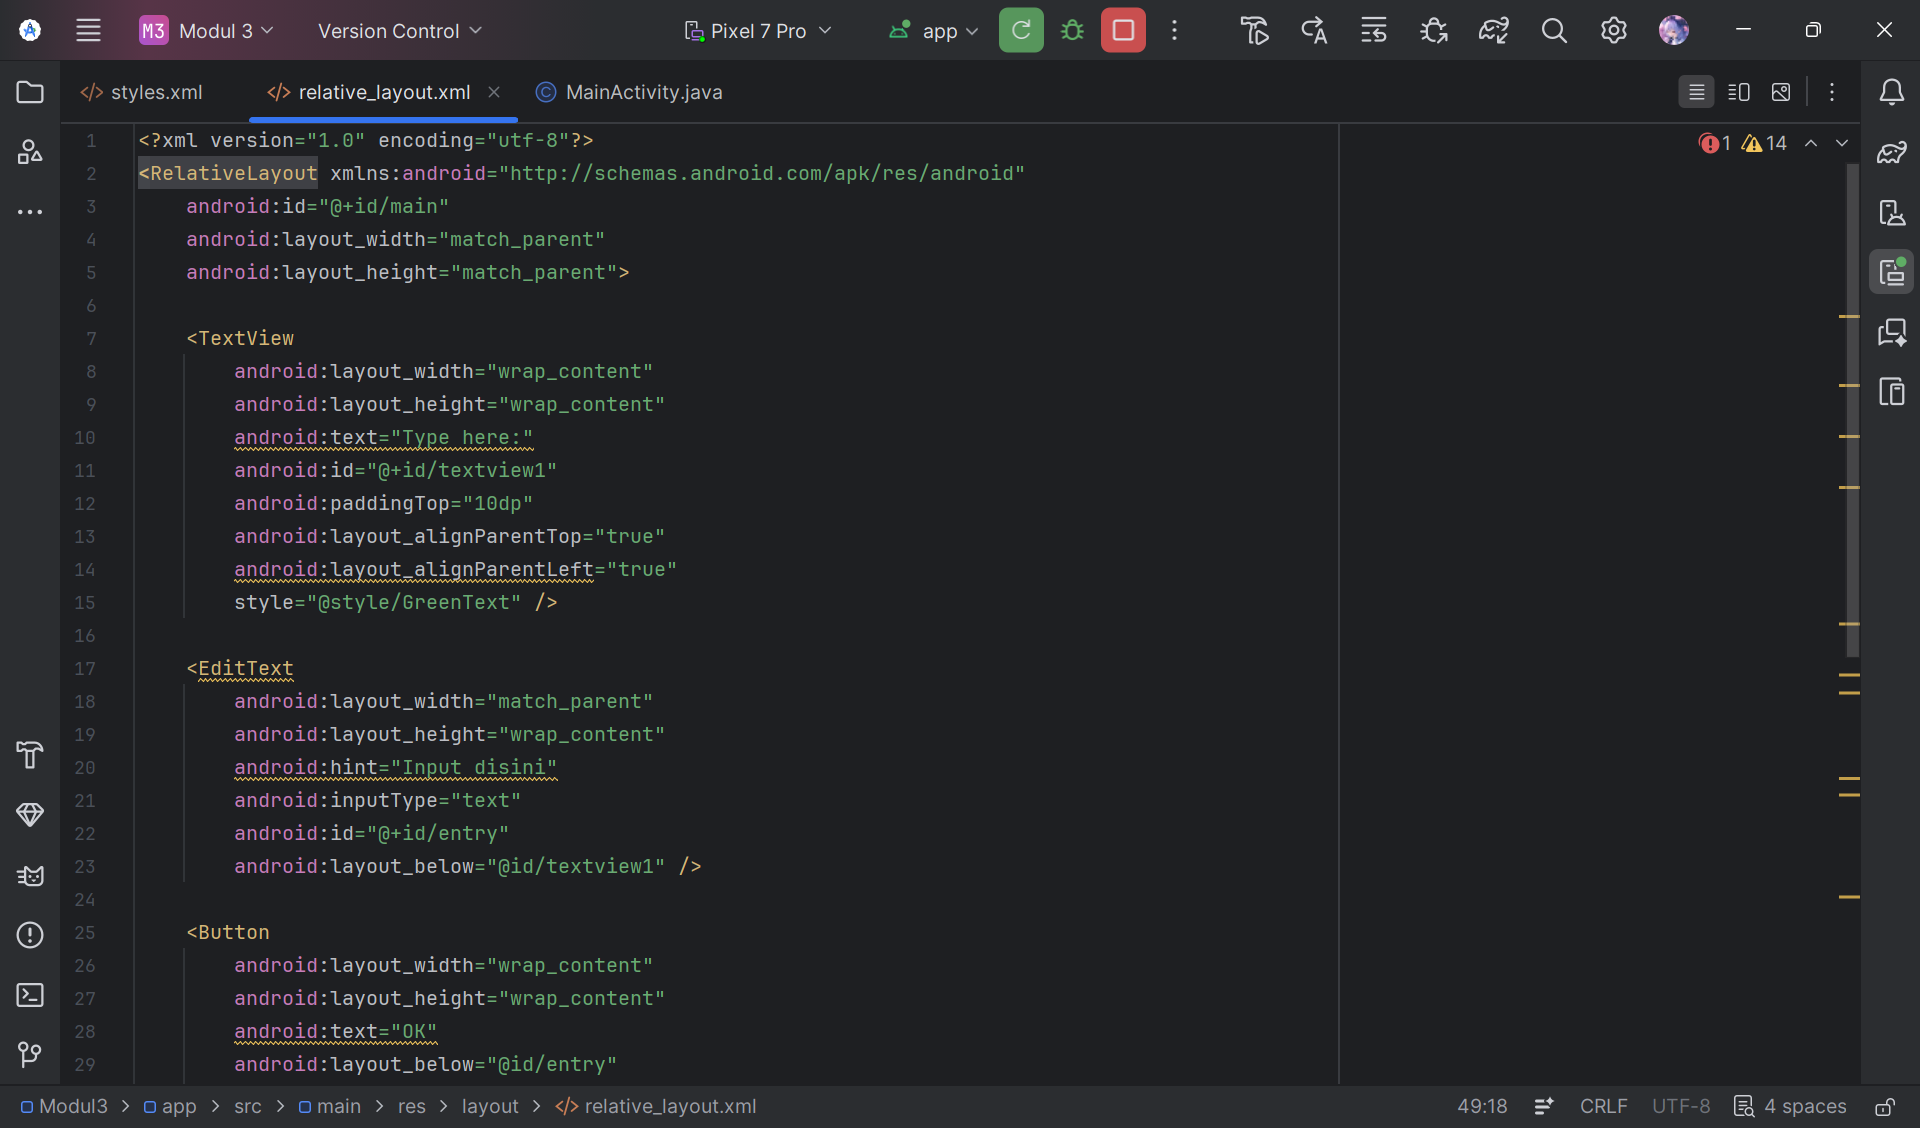 M3 Modul 3 Version Control Pixel 7 Pro app
styles.xml relative_layout.xml MainActivity.java
1 14
1 <?xml version="1.0" encoding="utf-8"?>
2 <RelativeLayout xmlns:android="http://schemas.android.com/apk/res/android"
3 android:id="@+id/main"
4 android:layout_width="match_parent"
5 android:layout_height="match_parent">
6
7 <TextView
8 android:layout_width="wrap_content"
9 android:layout_height="wrap_content"
10 android:text="Type here:"
11 android:id="@+id/textview1"
12 android:paddingTop="10dp"
13 android:layout_alignParentTop="true"
14 android:layout_alignParentLeft="true"
15 style="@style/GreenText" />
16
17 <EditText
18 android:layout_width="match_parent"
19 android:layout_height="wrap_content"
20 android:hint="Input disini"
21 android:inputType="text"
22 android:id="@+id/entry"
23 android:layout_below="@id/textview1" />
24
25 <Button
26 android:layout_width="wrap_content"
27 android:layout_height="wrap_content"
28 android:text="OK"
29 android:layout_below="@id/entry"
Modul3 > app > src > main > res > layout > relative_layout.xml 49:18 CRLF UTF-8 4 spaces